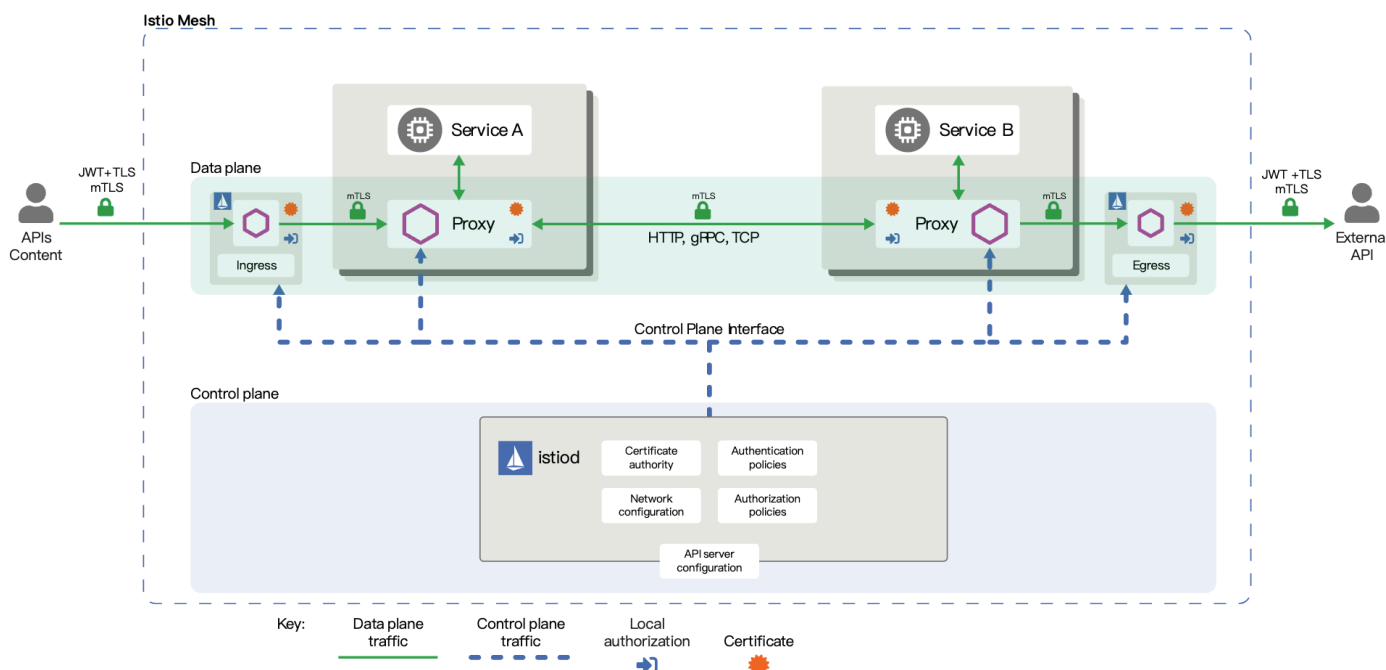 Istio Mesh
Service A
Service B
Data plane
JWT+TLS
mTLS
mTLS
mTLS
mTLS
JWT +TLS
mTLS
Proxy
Proxy
HTTP, gRPC, TCP
APIs
Content
Externa
API
Ingress
Egress
Control Plane Interface
Control plane
istiod
Certificate
authority
Authentication
policies
Network
configuration
Authorization
policies
API server
configuration
Key:
Data plane
traffic
Control plane
traffic
Local
authorization
Certificate